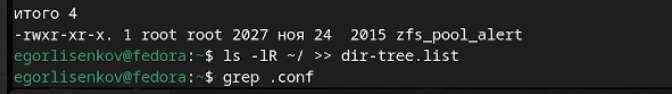 итого 4
-rwxr-xr-x. 1 root root 2027 ноя 24  2015 zfs_pool_alert
egorlisenkov@fedora:~$ ls -lR ~/ >> dir-tree.list
egorlisenkov@fedora:~$ grep .conf